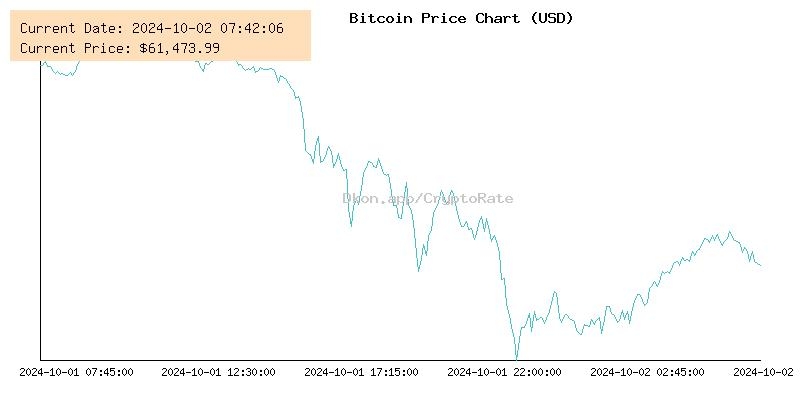 Bitcoin Price Chart (USD)
Current Date: 2024-10-02 07:42:06
Current Price: $61,473.99
Dkon.app/CryptoRate
2024-10-01 07:45:00 2024-10-01 12:30:00 2024-10-01 17:15:00 2024-10-01 22:00:00 2024-10-02 02:45:00 2024-10-02